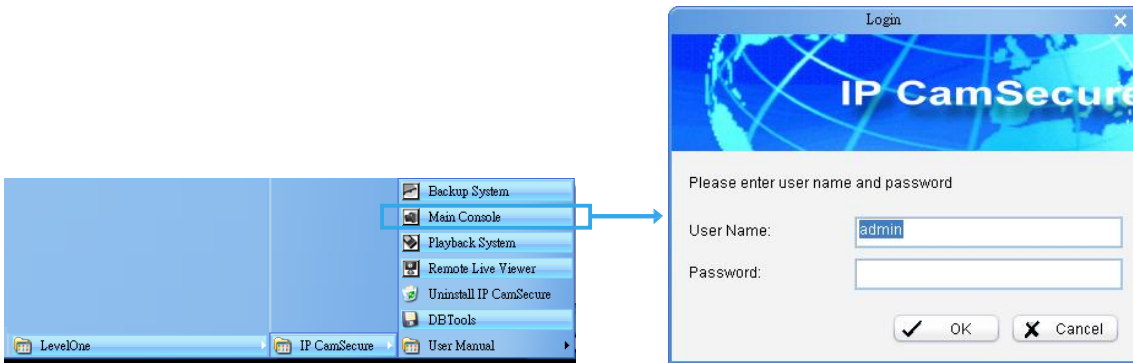 Login
IP CamSecure
Please enter user name and password
User Name: admin
Password:
OK Cancel
Backup System
Main Console
Playback System
Remote Live Viewer
Uninstall IP CamSecure
DBTools
LevelOne IP CamSecure User Manual